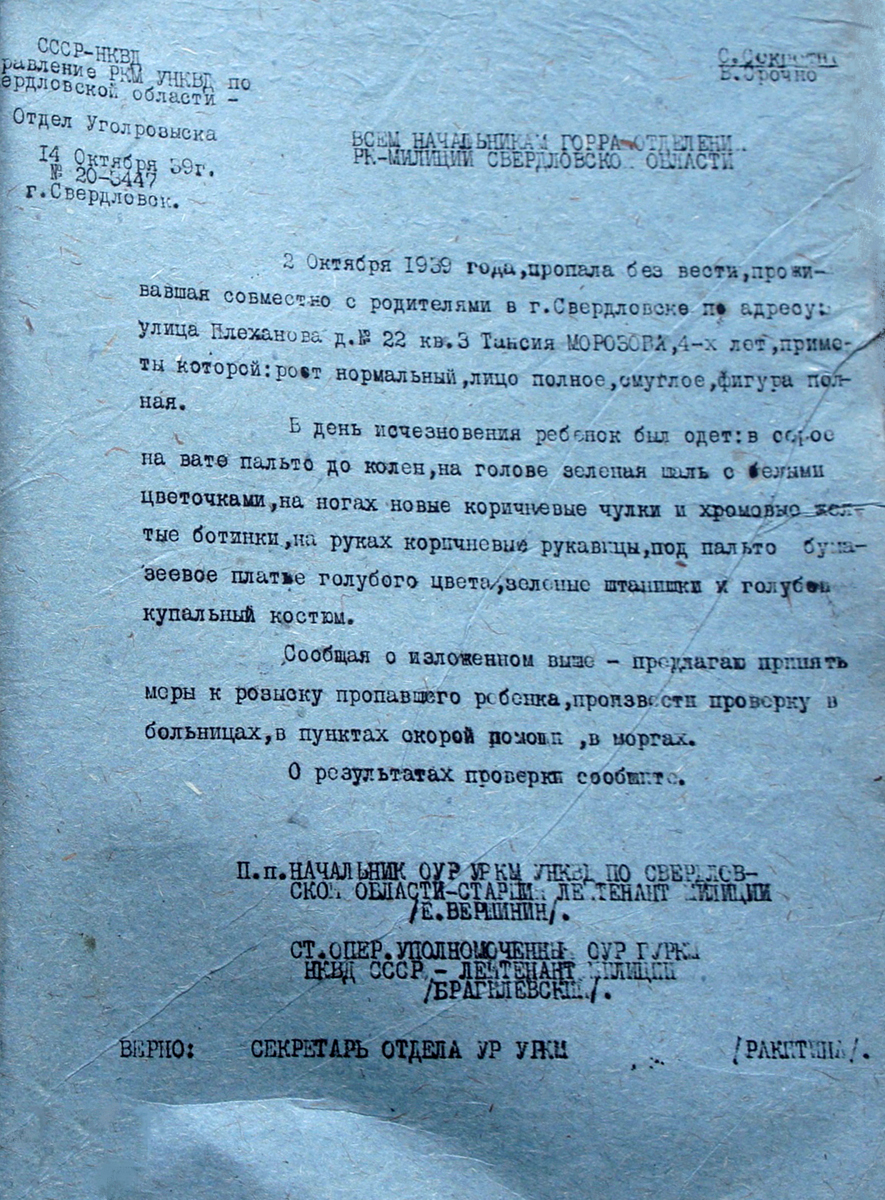 СССР-НКВД
равление РКМ УНКВД по
ердловской области -
Отдел Уголровыска
14 Октября 39г.
№ 20-3447
г.Свердловок.
С.Секретно
В.Срочно
ВСЕМ НАЧАЛЬНИКАМ ГОРРА-ОТДЕЛЕНИ
РК-МИЛИЦИИ СВЕРДЛОВСКО ОБЛАСТИ
2 Октября 1939 года,пропала без вести,прожи-
вавшая совместно с родителями в г.Свердловске по адресу:
улица Плеханова д.№ 22 кв.3 Таисия МОРОЗОВА,4-х лет,приме-
ты которой:рост нормальный,лицо полное,смуглое,фигура пол-
ная.
В день исчезновения ребенок был одет:в серое
на вате пальто до колен,на голове зеленая шаль с белыми
цветочками,на ногах новые коричневые чулки и хромовые жел-
тые ботинки,на руках коричневые рукавицы,под пальто бума-
зеевое платье голубого цвета,зеленые штанишки и голубой
купальный костюм.
Сообщая о изложенном выше - предлагаю принять
меры к розыску пропавшего ребенка,произвести проверку в
больницах,в пунктах скорой помощи ,в моргах.
О результатах проверки сообщите.
П.п.НАЧАЛЬНИК ОУР УРКМ УНКВД ПО СВЕРДЛОВ-
СКОЙ ОБЛАСТИ-СТАРШИЙ ЛЕЙТЕНАНТ МИЛИЦИИ
/Е.ВЕРШИНИН/.
СТ.ОПЕР.УПОЛНОМОЧЕННЫЙ ОУР ГУРКМ
НКВД СССР - ЛЕЙТЕНАНТ МИЛИЦИИ
/БРАГИЛЕВСКИЙ/.
ВЕРНО: СЕКРЕТАРЬ ОТДЕЛА УР УРКМ /РАКИТИНА/.